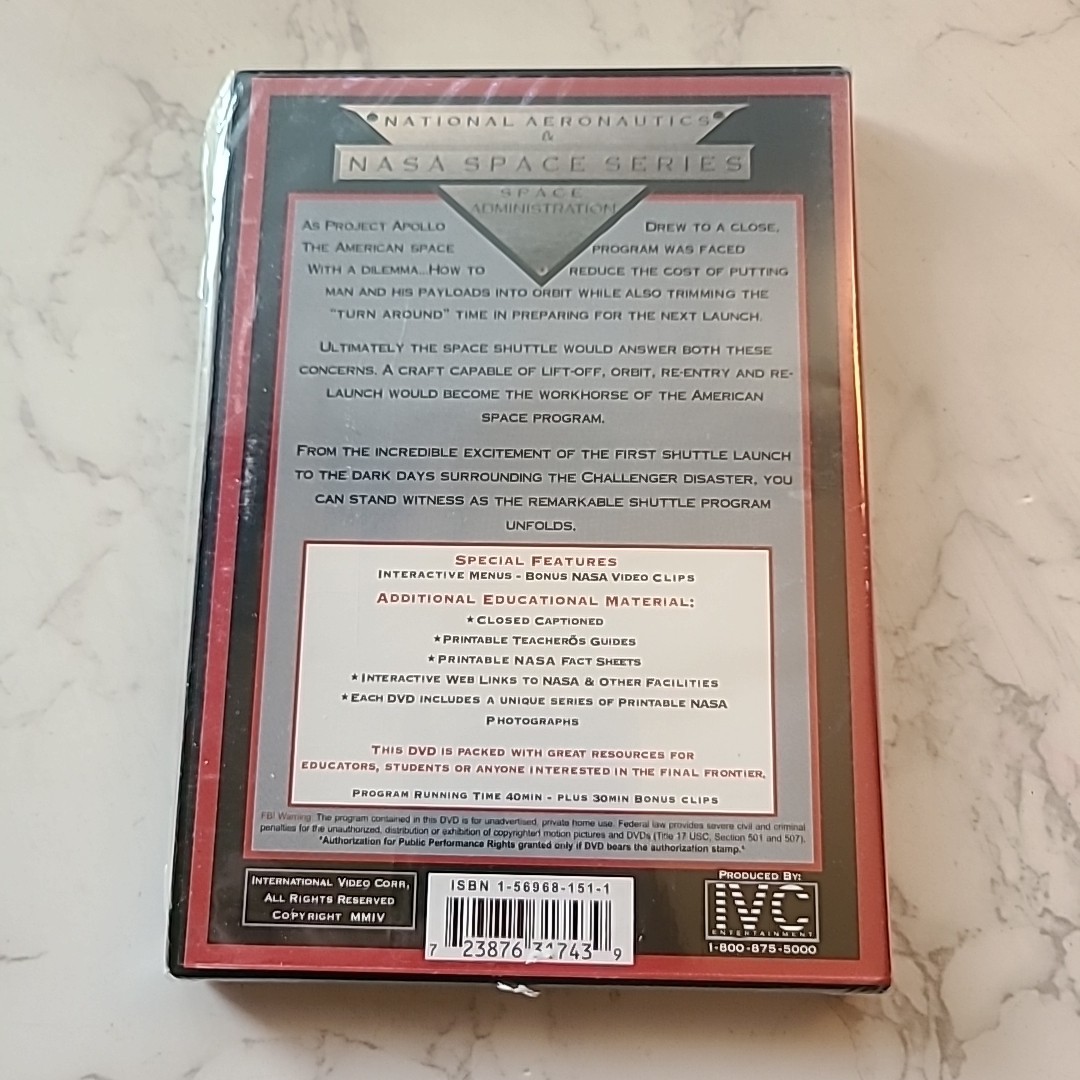 NATIONAL AERONAUTICS
&
NASA SPACE SERIES
SPACE
ADMINISTRATION
AS PROJECT APOLLO DREW TO A CLOSE,
THE AMERICAN SPACE PROGRAM WAS FACED
WITH A DILEMMA...HOW TO REDUCE THE COST OF PUTTING
MAN AND HIS PAYLOADS INTO ORBIT WHILE ALSO TRIMMING THE
"TURN AROUND" TIME IN PREPARING FOR THE NEXT LAUNCH.
ULTIMATELY THE SPACE SHUTTLE WOULD ANSWER BOTH THESE
CONCERNS. A CRAFT CAPABLE OF LIFT-OFF, ORBIT, RE-ENTRY AND RE-
LAUNCH WOULD BECOME THE WORKHORSE OF THE AMERICAN
SPACE PROGRAM.
FROM THE INCREDIBLE EXCITEMENT OF THE FIRST SHUTTLE LAUNCH
TO THE DARK DAYS SURROUNDING THE CHALLENGER DISASTER, YOU
CAN STAND WITNESS AS THE REMARKABLE SHUTTLE PROGRAM
UNFOLDS.
SPECIAL FEATURES
INTERACTIVE MENUS - BONUS NASA VIDEO CLIPS
ADDITIONAL EDUCATIONAL MATERIAL:
★CLOSED CAPTIONED
★PRINTABLE TEACHERŐS GUIDES
★PRINTABLE NASA FACT SHEETS
★INTERACTIVE WEB LINKS TO NASA & OTHER FACILITIES
★EACH DVD INCLUDES A UNIQUE SERIES OF PRINTABLE NASA
PHOTOGRAPHS
THIS DVD IS PACKED WITH GREAT RESOURCES FOR
EDUCATORS, STUDENTS OR ANYONE INTERESTED IN THE FINAL FRONTIER.
PROGRAM RUNNING TIME 40MIN - PLUS 30MIN BONUS CLIPS
FBI Warning: The program contained in this DVD is for unadvertised, private home use. Federal law provides severe civil and criminal
penalties for the unauthorized, distribution or exhibition of copyrighted motion pictures and DVDs (Title 17 USC, Section 501 and 507).
*Authorization for Public Performance Rights granted only if DVD bears the authorization stamp.*
INTERNATIONAL VIDEO CORP.
ALL RIGHTS RESERVED
COPYRIGHT MMIV
ISBN 1-56968-151-1
7 23876 31743 9
PRODUCED BY:
IVC
ENTERTAINMENT
1-800-875-5000